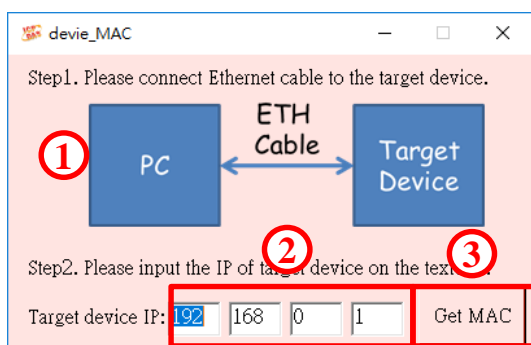 devie_MAC
Step1. Please connect Ethernet cable to the target device.
ETH
Cable
1
PC
Target
Device
2
3
Step2. Please input the IP of target device on the
Target device IP: 192 168 0 1 Get MAC